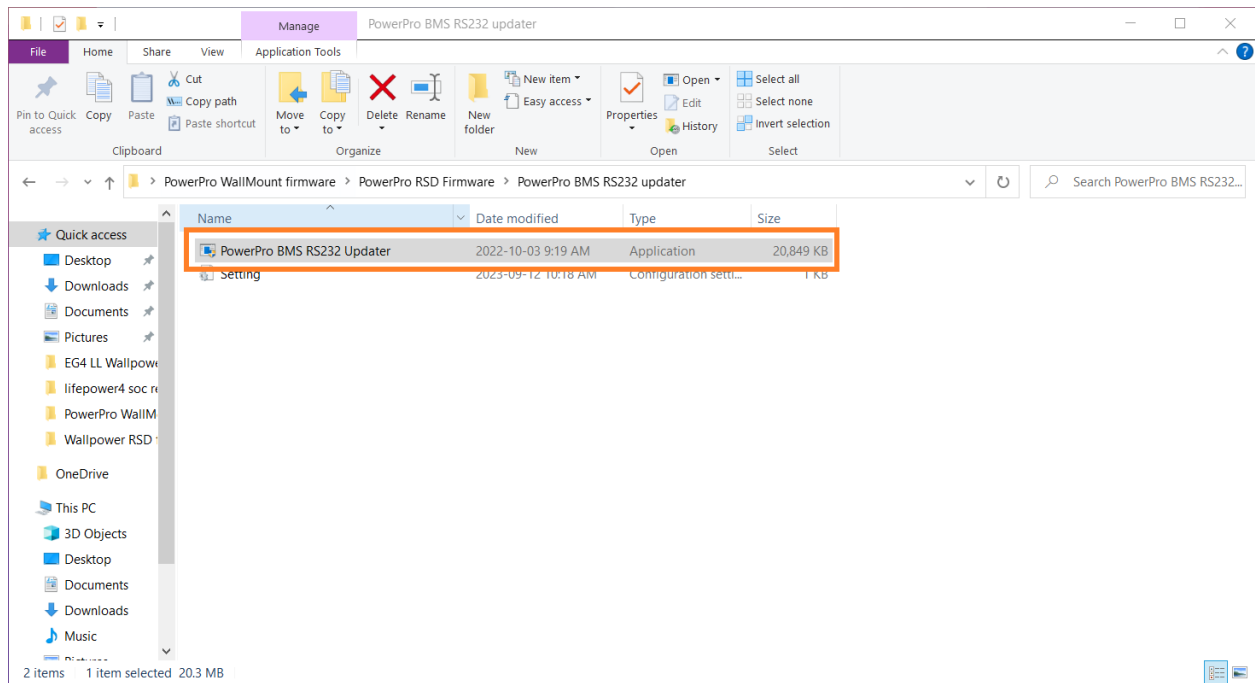 Manage
PowerPro BMS RS232 updater
File Home Share View Application Tools
Pin to Quick access
Copy
Paste
Cut
Copy path
Paste shortcut
Clipboard
Move to
Copy to
Delete
Rename
Organize
New folder
New item
Easy access
New
Properties
Open
Edit
History
Open
Select all
Select none
Invert selection
Select
PowerPro WallMount firmware > PowerPro RSD Firmware > PowerPro BMS RS232 updater
Search PowerPro BMS RS232...
Name Date modified Type Size
PowerPro BMS RS232 Updater 2022-10-03 9:19 AM Application 20,849 KB
Setting 2023-09-12 10:18 AM Configuration setti... 1 KB
Quick access
Desktop
Downloads
Documents
Pictures
EG4 LL Wallpowe
lifepower4 soc re
PowerPro WallM
Wallpower RSD
OneDrive
This PC
3D Objects
Desktop
Documents
Downloads
Music
2 items 1 item selected 20.3 MB